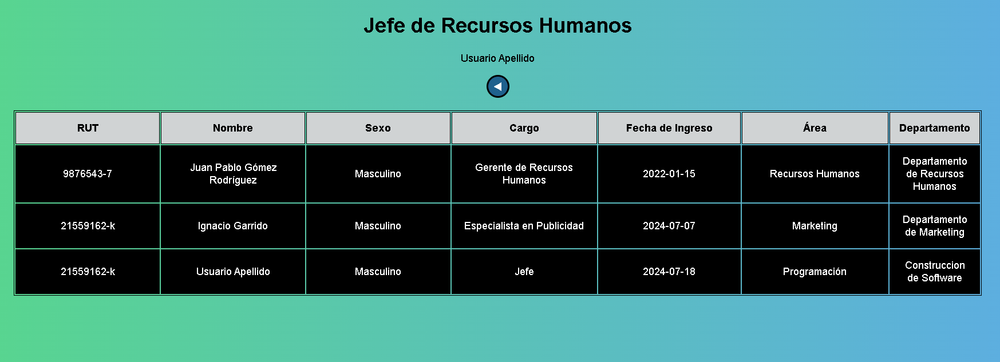 Jefe de Recursos Humanos
Usuario Apellido
RUT Nombre Sexo Cargo Fecha de Ingreso Área Departamento
9876543-7 Juan Pablo Gómez Rodríguez Masculino Gerente de Recursos Humanos 2022-01-15 Recursos Humanos Departamento de Recursos Humanos
21559162-k Ignacio Garrido Masculino Especialista en Publicidad 2024-07-07 Marketing Departamento de Marketing
21559162-k Usuario Apellido Masculino Jefe 2024-07-18 Programación Construccion de Software